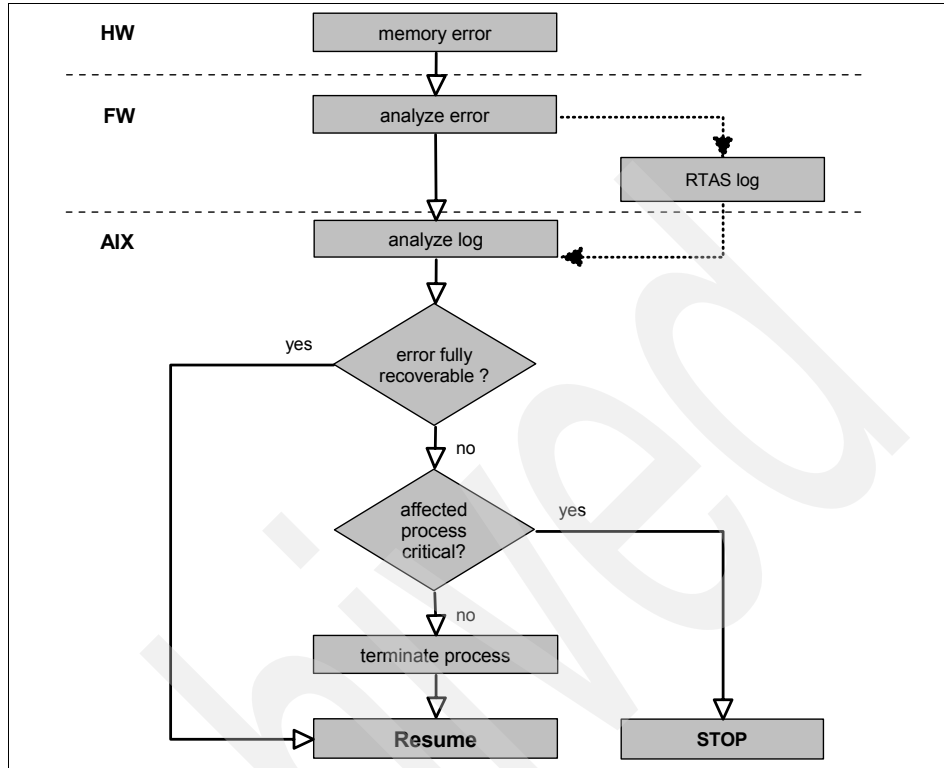 HW
memory error
FW
analyze error
RTAS log
AIX
analyze log
yes
error fully
recoverable ?
no
affected
process
critical?
yes
no
terminate process
Resume
STOP
hived